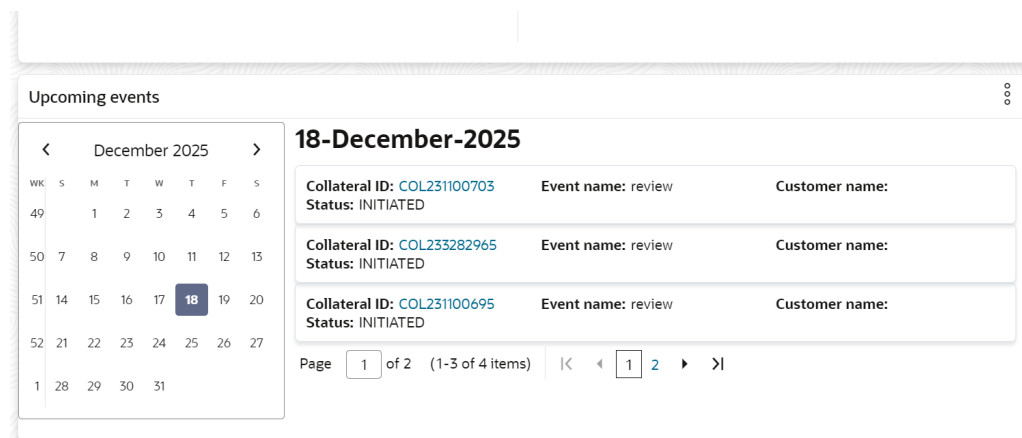 Upcoming events
December 2025
WK S M T W T F S
49 1 2 3 4 5 6
50 7 8 9 10 11 12 13
51 14 15 16 17 18 19 20
52 21 22 23 24 25 26 27
1 28 29 30 31
18-December-2025
Collateral ID: COL231100703 Event name: review Customer name:
Status: INITIATED
Collateral ID: COL233282965 Event name: review Customer name:
Status: INITIATED
Collateral ID: COL231100695 Event name: review Customer name:
Status: INITIATED
Page 1 of 2 (1-3 of 4 items) 1 2